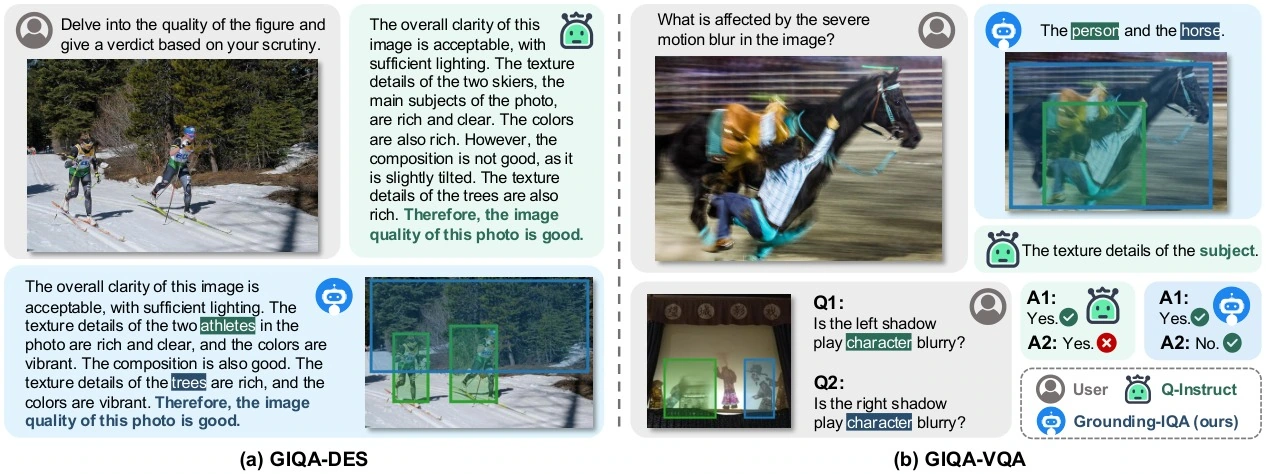 Delve into the quality of the figure and
give a verdict based on your scrutiny.
The overall clarity of this
image is acceptable, with
sufficient lighting. The texture
details of the two skiers, the
main subjects of the photo,
are rich and clear. The colors
are also rich. However, the
composition is not good, as it
is slightly tilted. The texture
details of the trees are also
rich. Therefore, the image
quality of this photo is good.
The overall clarity of this image is
acceptable, with sufficient lighting. The
texture details of the two athletes in the
photo are rich and clear, and the colors are
vibrant. The composition is also good. The
texture details of the trees are rich, and the
colors are vibrant. Therefore, the image
quality of this photo is good.
(a) GIQA-DES
What is affected by the severe
motion blur in the image?
The person and the horse.
The texture details of the subject.
Q1:
Is the left shadow
play character blurry?
Q2:
Is the right shadow
play character blurry?
A1:
Yes.
A2: Yes.
A1:
Yes.
A2: No.
User
Q-Instruct
Grounding-IQA (ours)
(b) GIQA-VQA